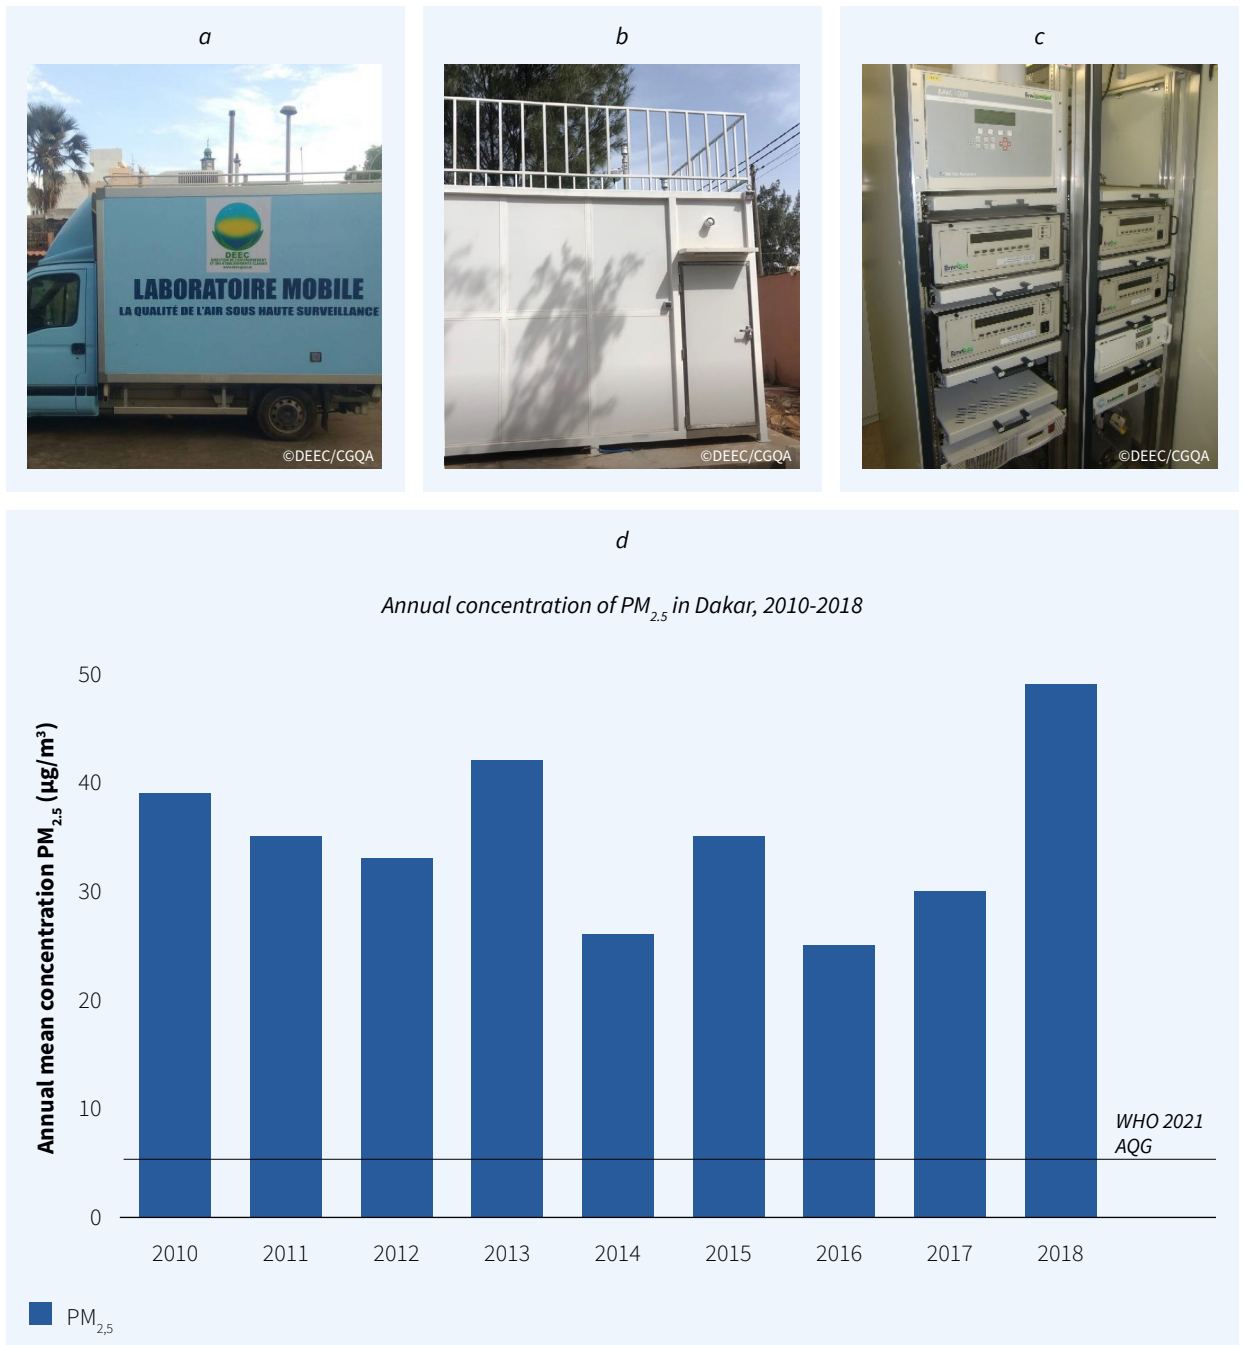 a
b
c
DEEC
LABORATOIRE MOBILE
LA QUALITÉ DE L'AIR SOUS HAUTE SURVEILLANCE
©DEEC/CGQA
©DEEC/CGQA
©DEEC/CGQA
d
Annual concentration of PM2.5 in Dakar, 2010-2018
Annual mean concentration PM2.5 (µg/m³)
50
40
30
20
10
0
WHO 2021
AQG
2010 2011 2012 2013 2014 2015 2016 2017 2018
PM2,5